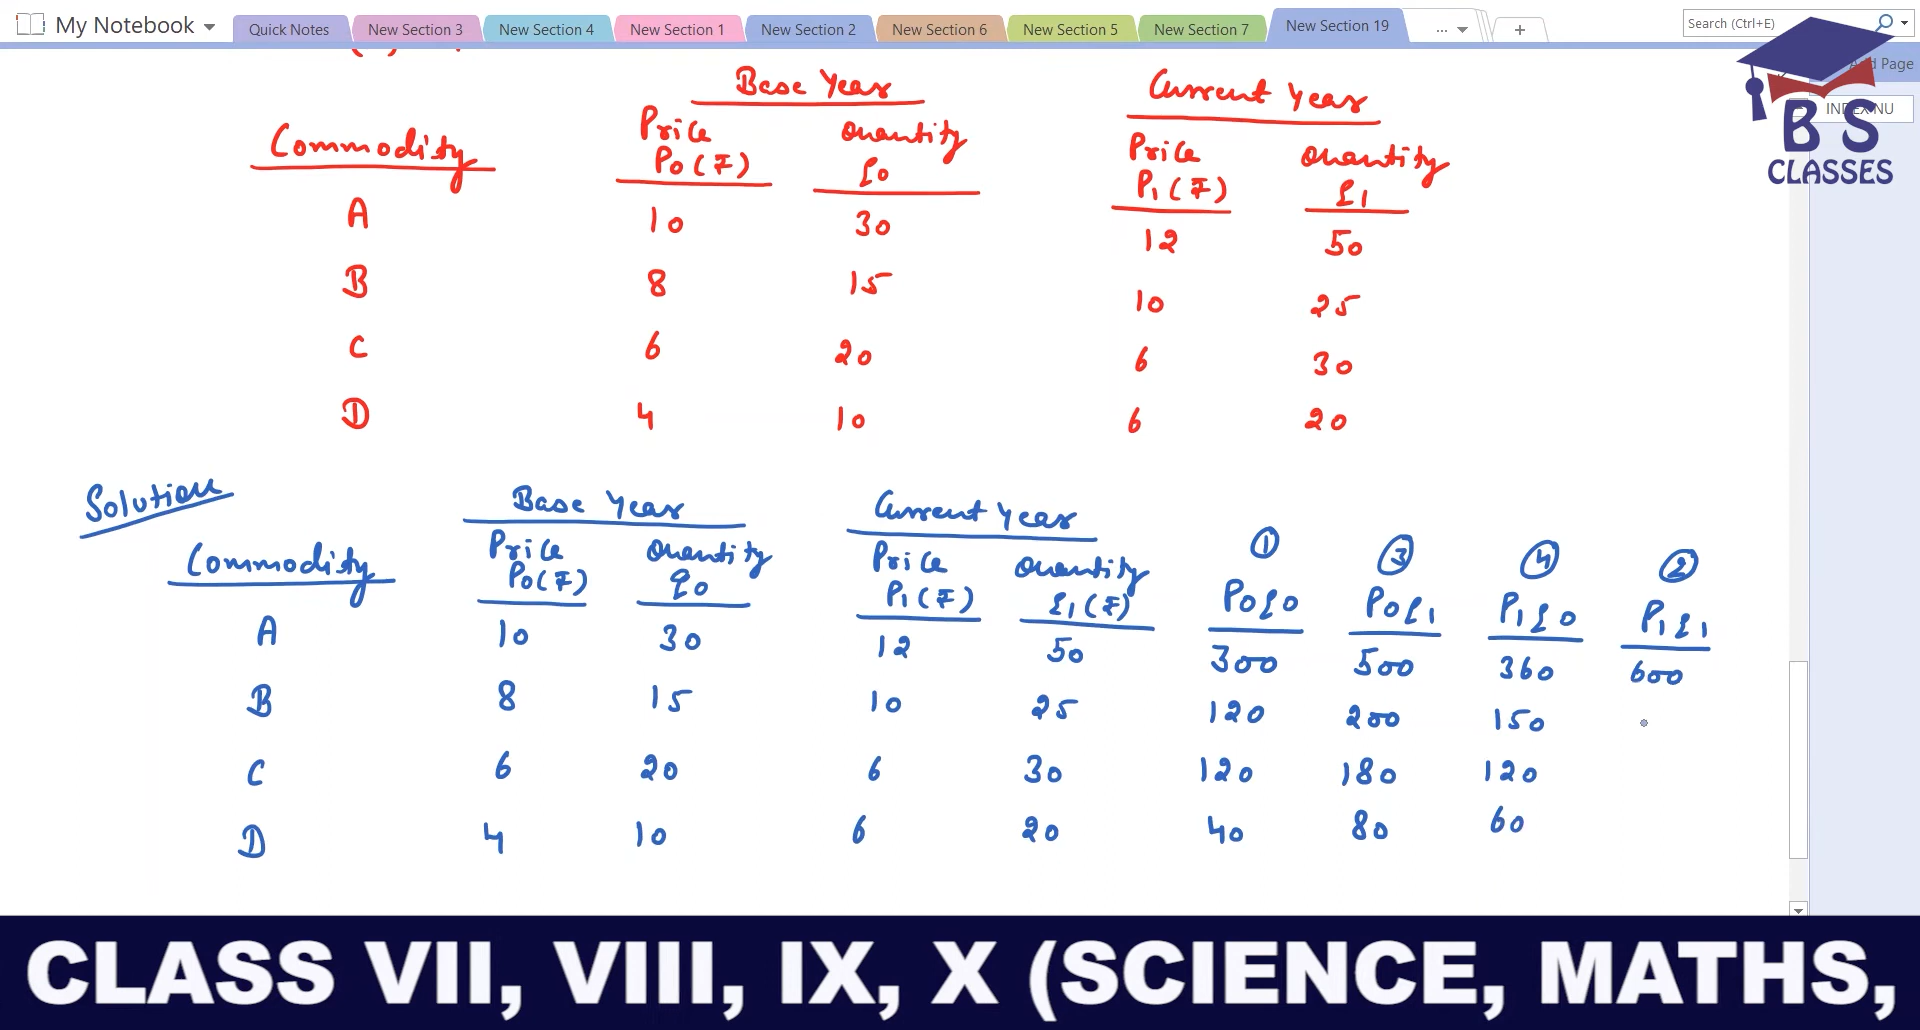 My Notebook Quick Notes New Section 3 New Section 4 New Section 1 New Section 2 New Section 6 New Section 5 New Section 7 New Section 19 ... + Search (Ctrl+E)
d Page
INDEX NU
B S
CLASSES
Base Year Current Year
Commodity Price P0 (₹) Quantity q0 Price P1 (₹) Quantity q1
A 10 30 12 50
B 8 15 10 25
C 6 20 6 30
D 4 10 6 20
Solution
Base Year Current Year ① ③ ④ ②
Commodity Price P0 (₹) Quantity q0 Price P1 (₹) Quantity q1 (₹) P0q0 P0q1 P1q0 P1q1
A 10 30 12 50 300 500 360 600
B 8 15 10 25 120 200 150
C 6 20 6 30 120 180 120
D 4 10 6 20 40 80 60
CLASS VII, VIII, IX, X (SCIENCE, MATHS,